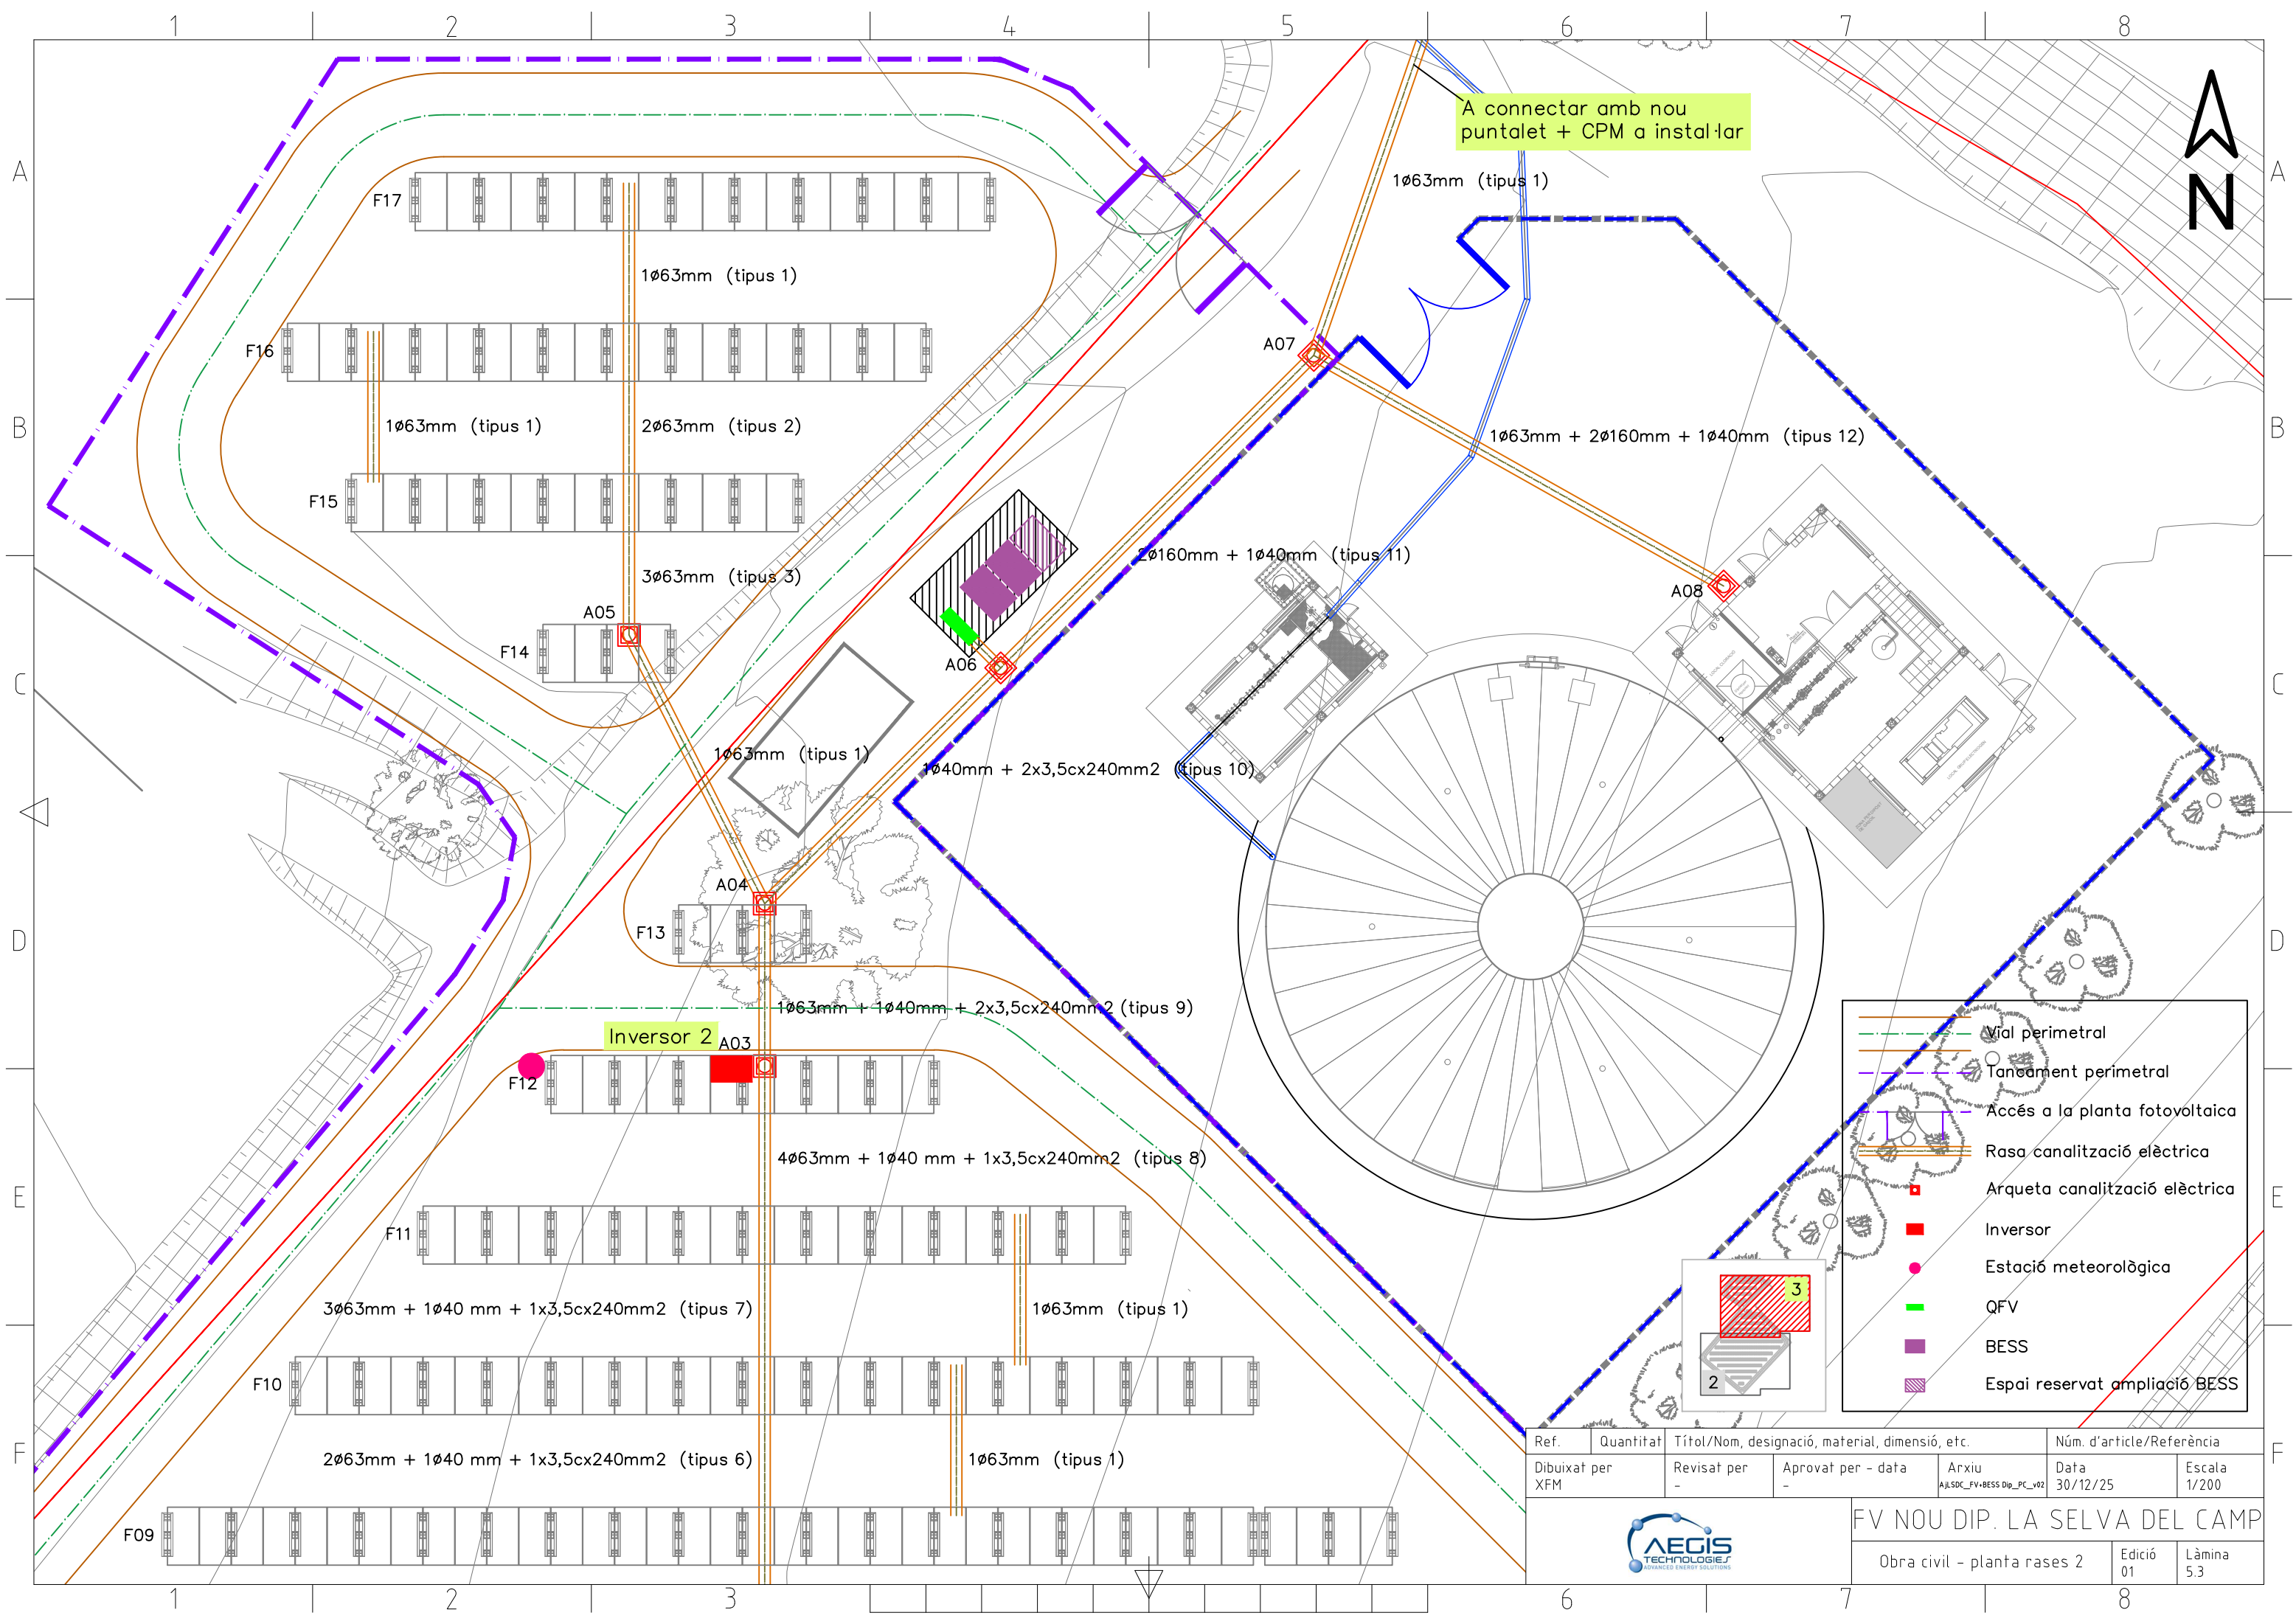 1 2 3 4 5 6 7 8
A A
B B
C C
D D
E E
F F
A connectar amb nou
puntalet + CPM a instal·lar
N
1ø63mm (tipus 1)
F17
1ø63mm (tipus 1)
F16
A07
1ø63mm (tipus 1)
2ø63mm (tipus 2)
1ø63mm + 2ø160mm + 1ø40mm (tipus 12)
F15
2ø160mm + 1ø40mm (tipus 11)
3ø63mm (tipus 3)
A08
A05
F14
A06
1ø63mm (tipus 1)
1ø40mm + 2x3,5cx240mm2 (tipus 10)
A04
F13
1ø63mm + 1ø40mm + 2x3,5cx240mm2 (tipus 9)
Inversor 2
A03
F12
4ø63mm + 1ø40 mm + 1x3,5cx240mm2 (tipus 8)
F11
3ø63mm + 1ø40 mm + 1x3,5cx240mm2 (tipus 7)
1ø63mm (tipus 1)
F10
2ø63mm + 1ø40 mm + 1x3,5cx240mm2 (tipus 6)
1ø63mm (tipus 1)
F09
Vial perimetral
Tancament perimetral
Accés a la planta fotovoltaica
Rasa canalització elèctrica
Arqueta canalització elèctrica
Inversor
Estació meteorològica
QFV
BESS
Espai reservat ampliació BESS
3
2
Ref. Quantitat Títol/Nom, designació, material, dimensió, etc. Núm. d'article/Referència
Dibuixat per Revisat per Aprovat per - data Arxiu Data Escala
XFM - - AjLSDC_FV+BESS Dip_PC_v02 30/12/25 1/200
AEGIS
TECHNOLOGIES
ADVANCED ENERGY SOLUTIONS
FV NOU DIP. LA SELVA DEL CAMP
Obra civil - planta rases 2
Edició Làmina
01 5.3
1 2 3 6 7 8